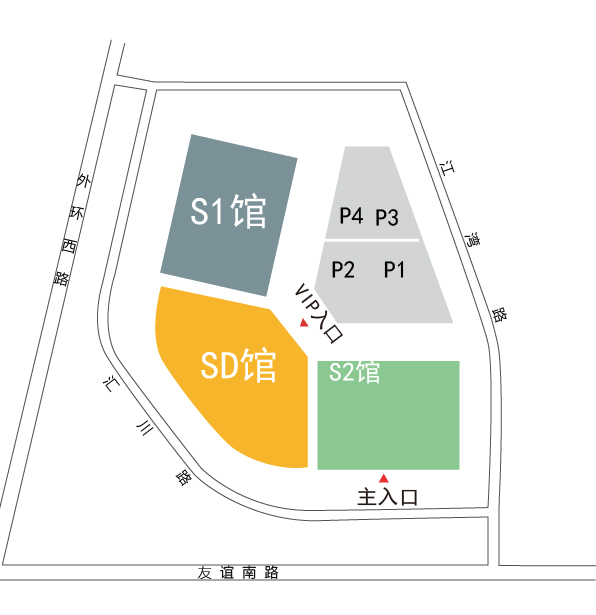 外环西路
江湾路
S1馆
P4 P3
P2 P1
VIP入口
SD馆
S2馆
汇川路
主入口
友谊南路